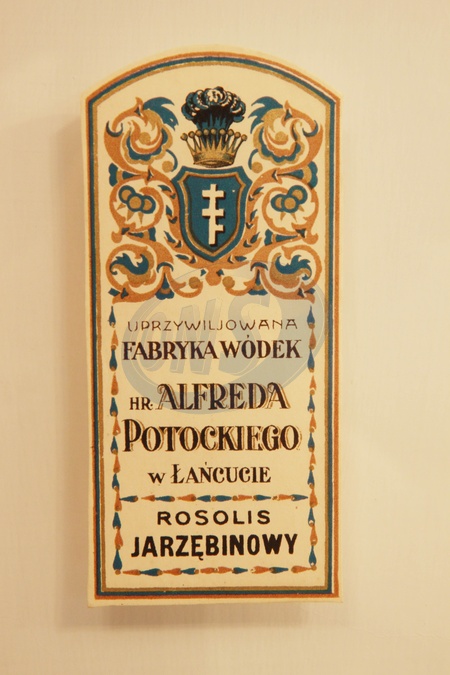 UPRZYWILJOWANA
FABRYKA WÓDEK
HR. ALFREDA
POTOCKIEGO
W ŁAŃCUCIE
ROSOLIS
JARZĘBINOWY